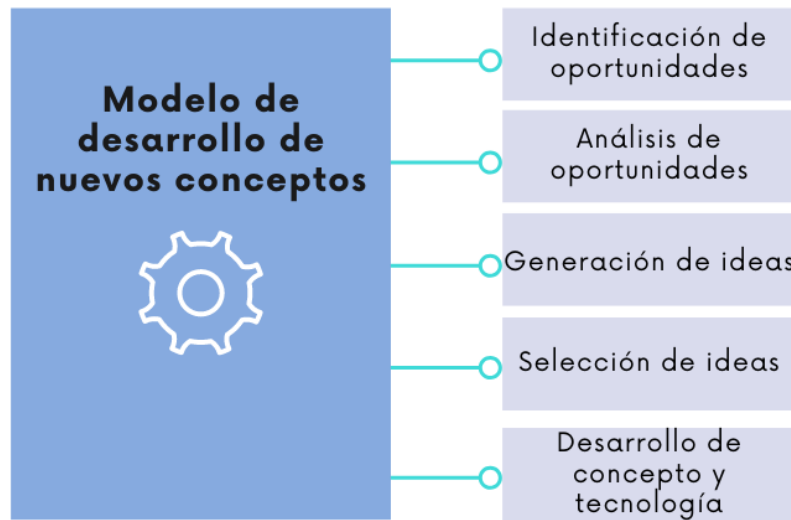 Modelo de
desarrollo de
nuevos conceptos
Identificación de
oportunidades
Análisis de
oportunidades
Generación de ideas
Selección de ideas
Desarrollo de
concepto y
tecnología